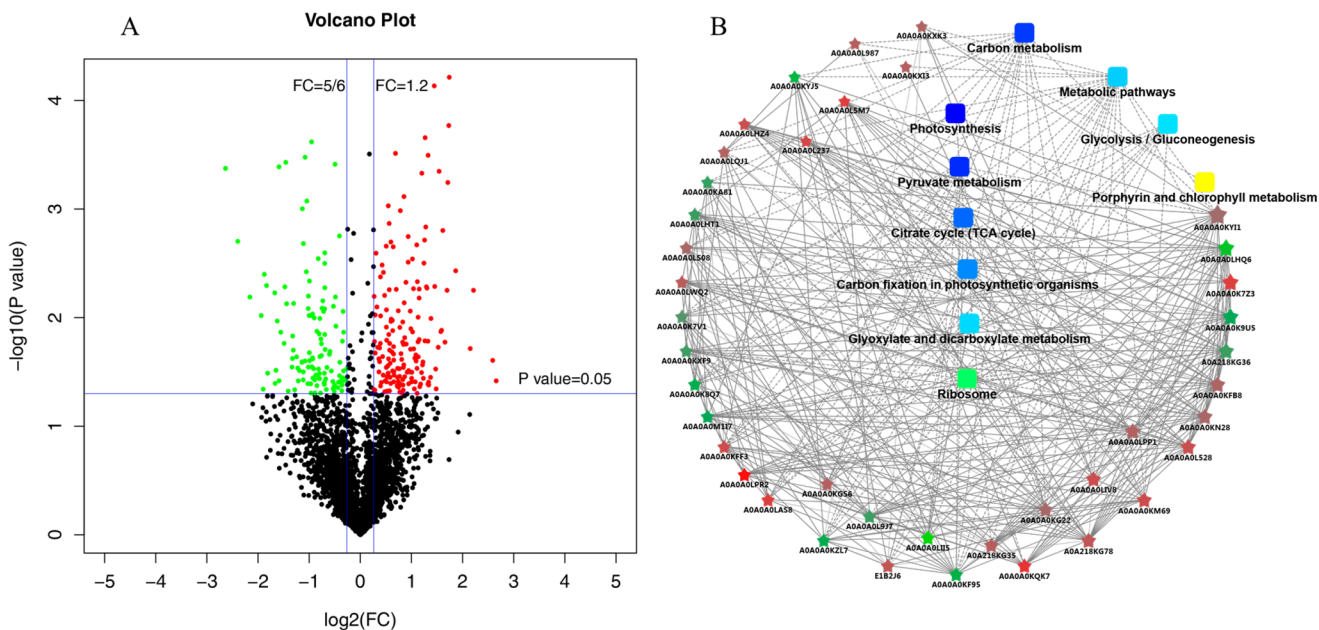 A
Volcano Plot
FC=5/6
FC=1.2
P value=0.05
−log10(P value)
4
3
2
1
0
−5
−4
−3
−2
−1
0
1
2
3
4
5
log2(FC)
B
A0A0A0KXK3
A0A0A0L987
A0A0A0KXI3
A0A0A0KYJ5
A0A0A0L5M7
A0A0A0LHZ4
A0A0A0L237
A0A0A0LQJ1
A0A0A0KA81
A0A0A0LHT1
A0A0A0L508
A0A0A0LWQ2
A0A0A0K7V1
A0A0A0KXF9
A0A0A0K8Q7
A0A0A0M1I7
A0A0A0KFF3
A0A0A0LPR2
A0A0A0LAS8
A0A0A0KGS6
A0A0A0KZL7
A0A0A0L9J7
E1B2J6
A0A0A0LII5
A0A0A0KF95
A0A218KG35
A0A0A0KQK7
A0A0A0KG22
A0A218KG78
A0A0A0LIV8
A0A0A0KM69
A0A0A0LPP1
A0A0A0L528
A0A0A0KN28
A0A0A0KFB8
A0A218KG36
A0A0A0K9U5
A0A0A0K7Z3
A0A0A0LHQ6
A0A0A0KYI1
Carbon metabolism
Metabolic pathways
Photosynthesis
Glycolysis / Gluconeogenesis
Pyruvate metabolism
Porphyrin and chlorophyll metabolism
Citrate cycle (TCA cycle)
Carbon fixation in photosynthetic organisms
Glyoxylate and dicarboxylate metabolism
Ribosome